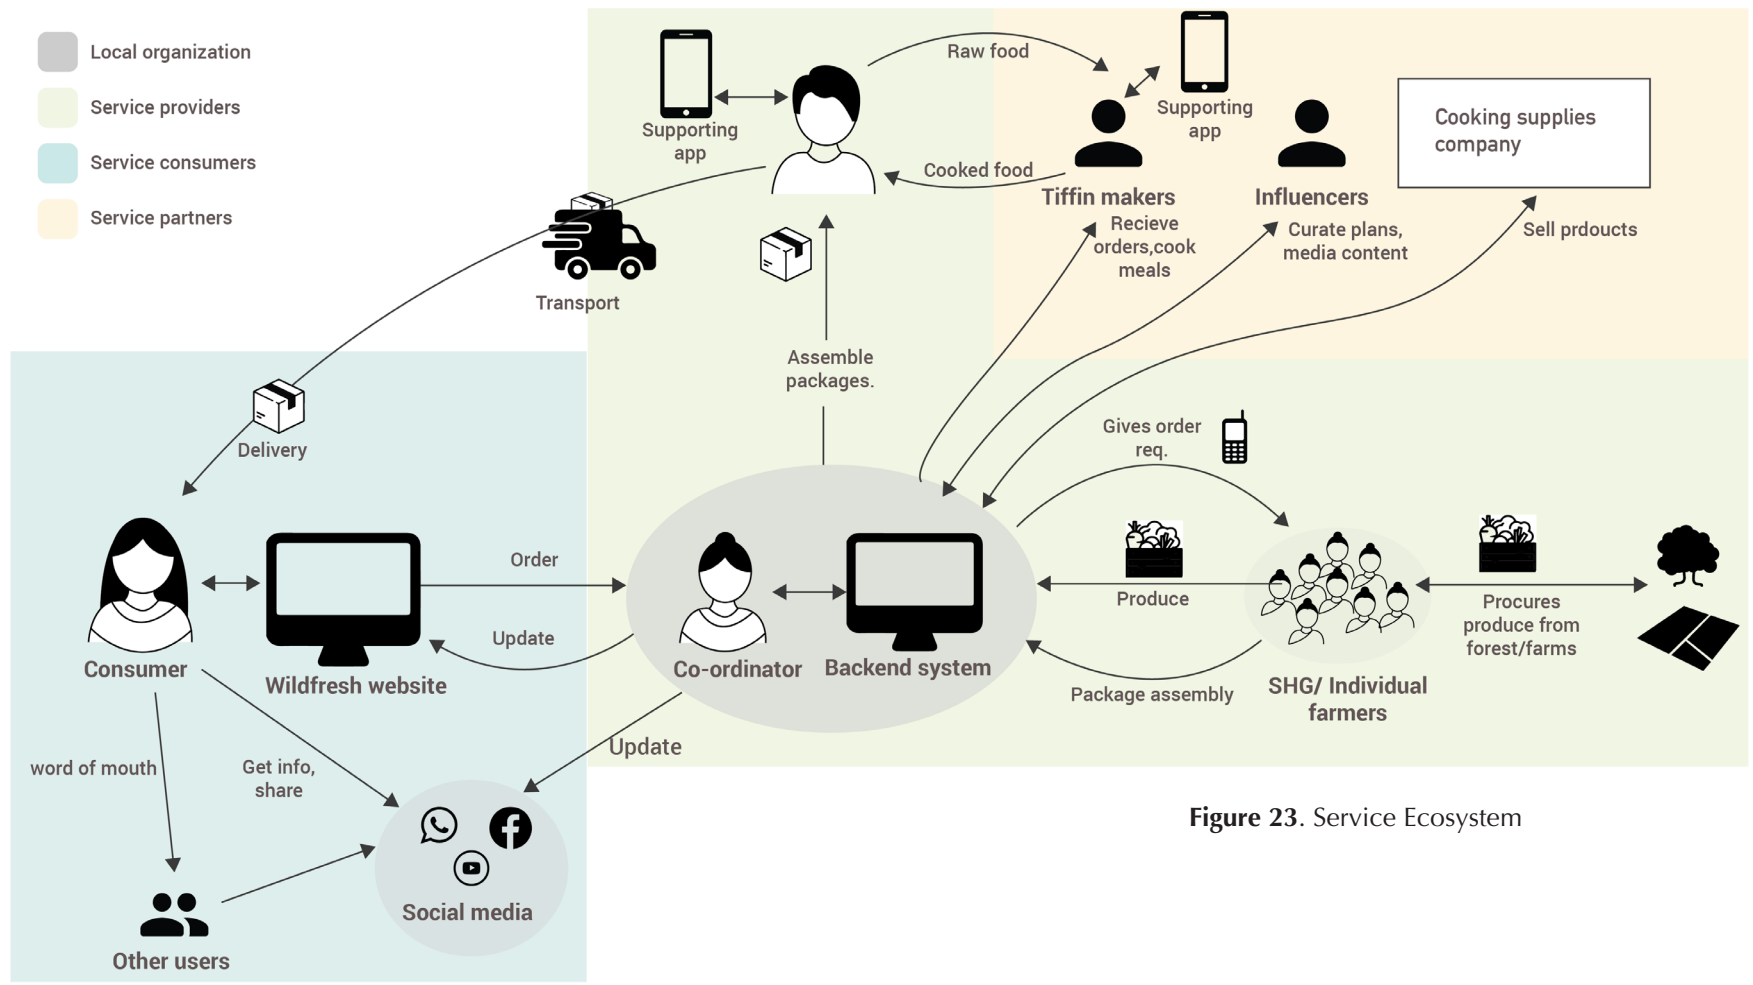 Local organization
Service providers
Service consumers
Service partners
Supporting
app
Raw food
Cooked food
Supporting
app
Tiffin makers
Recieve
orders,cook
meals
Influencers
Curate plans,
media content
Cooking supplies
company
Sell prdoucts
Transport
Assemble
packages.
Delivery
Gives order
req.
Order
Update
Produce
Procures
produce from
forest/farms
Consumer
Wildfresh website
Co-ordinator
Backend system
Package assembly
SHG/ Individual
farmers
Update
word of mouth
Get info,
share
Social media
Other users
Figure 23. Service Ecosystem